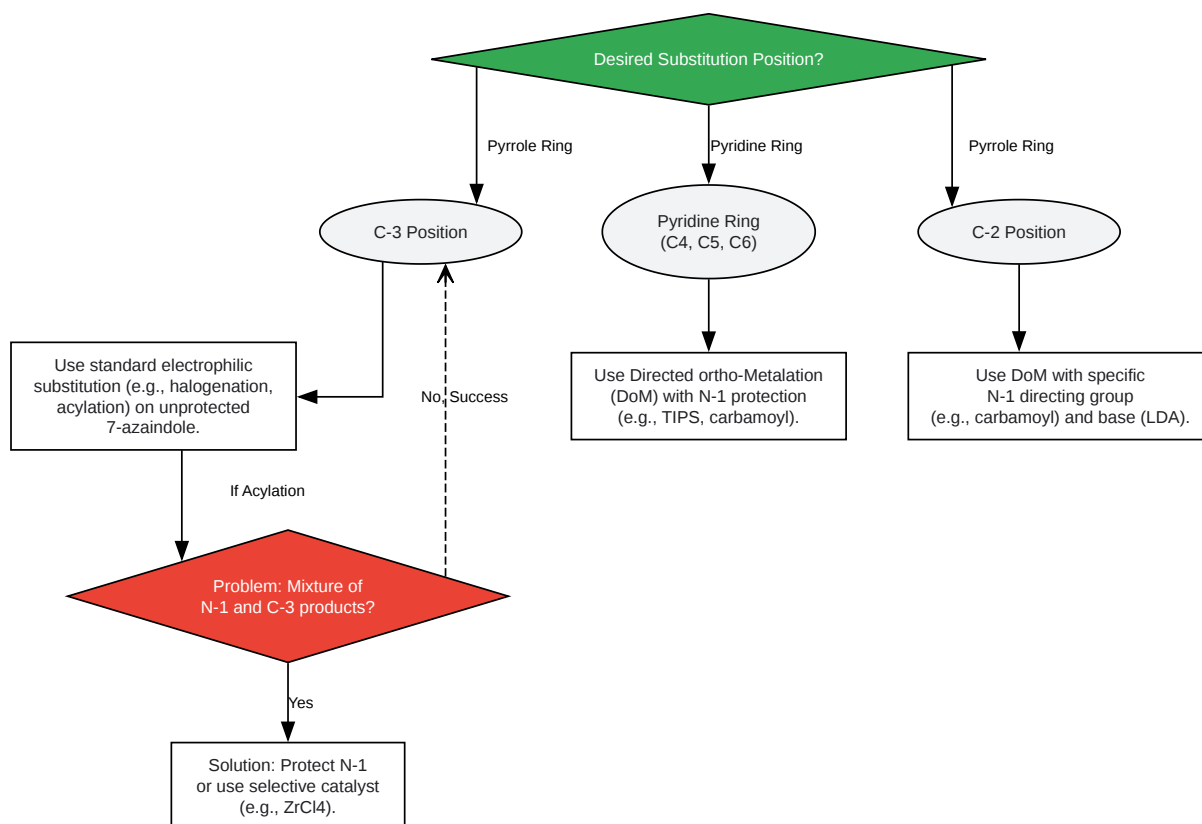 Desired Substitution Position?
Pyrrole Ring
Pyridine Ring
Pyrrole Ring
C-3 Position
Pyridine Ring
(C4, C5, C6)
C-2 Position
Use standard electrophilic
substitution (e.g., halogenation,
acylation) on unprotected
7-azaindole.
No, Success
Use Directed ortho-Metalation
(DoM) with N-1 protection
(e.g., TIPS, carbamoyl).
Use DoM with specific
N-1 directing group
(e.g., carbamoyl) and base (LDA).
If Acylation
Problem: Mixture of
N-1 and C-3 products?
Yes
Solution: Protect N-1
or use selective catalyst
(e.g., ZrCl4).